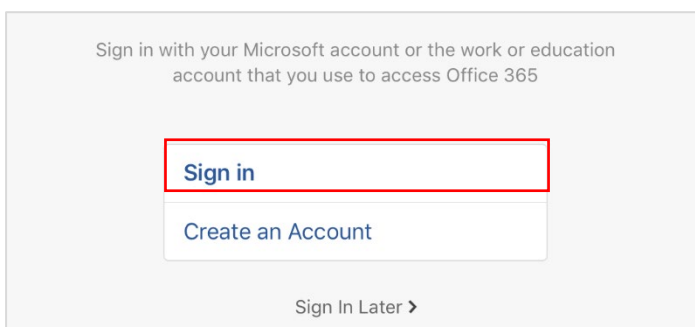 Sign in with your Microsoft account or the work or education
account that you use to access Office 365
Sign in
Create an Account
Sign In Later >